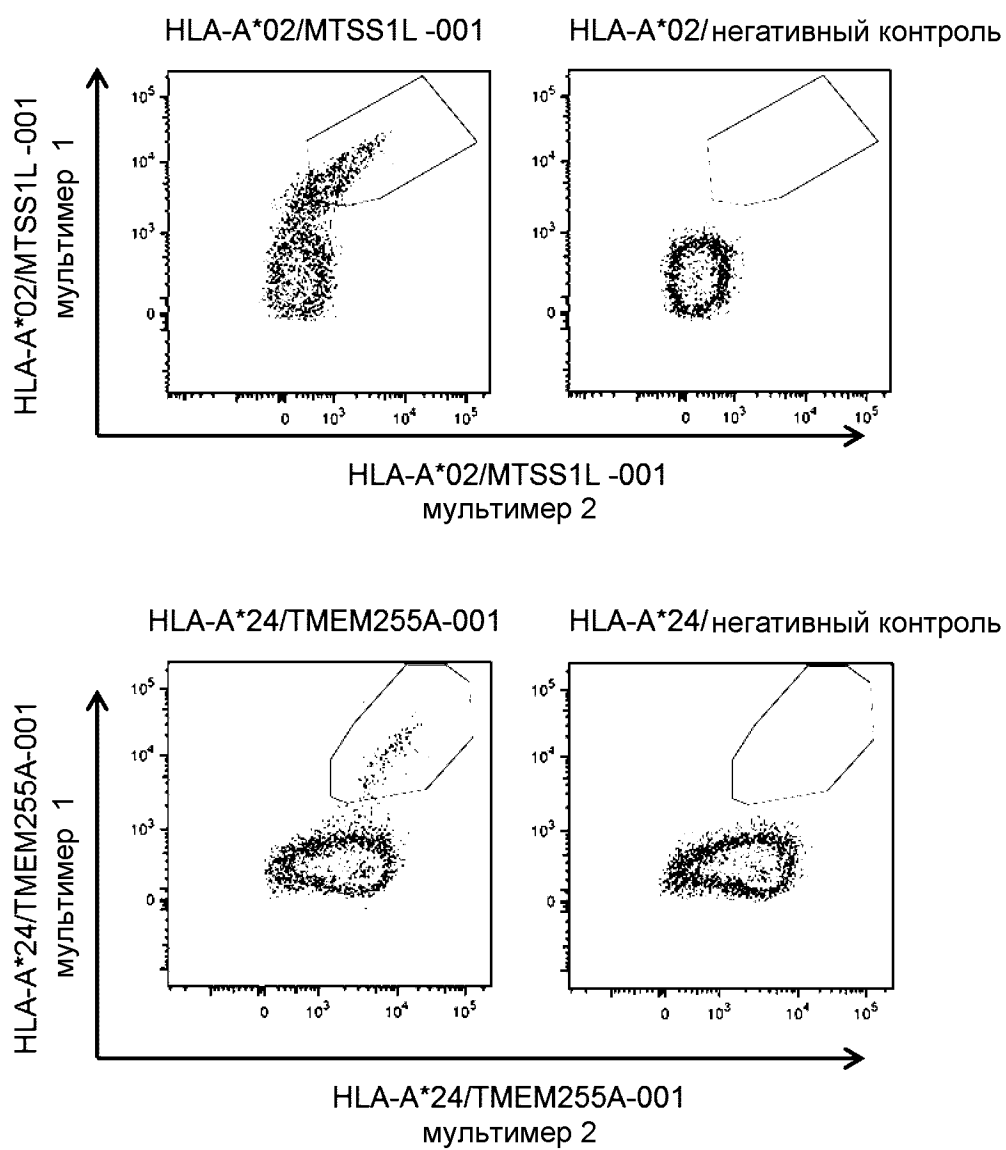 HLA-A*02/MTSS1L -001
HLA-A*02/негативный контроль
HLA-A*02/MTSS1L -001
мультимер 1
10⁵
10⁴
10³
0
0 10³ 10⁴ 10⁵
10⁵
10⁴
10³
0
0 10³ 10⁴ 10⁵
HLA-A*02/MTSS1L -001
мультимер 2
HLA-A*24/TMEM255A-001
HLA-A*24/негативный контроль
HLA-A*24/TMEM255A-001
мультимер 1
10⁵
10⁴
10³
0
0 10³ 10⁴ 10⁵
10⁵
10⁴
10³
0
0 10³ 10⁴ 10⁵
HLA-A*24/TMEM255A-001
мультимер 2